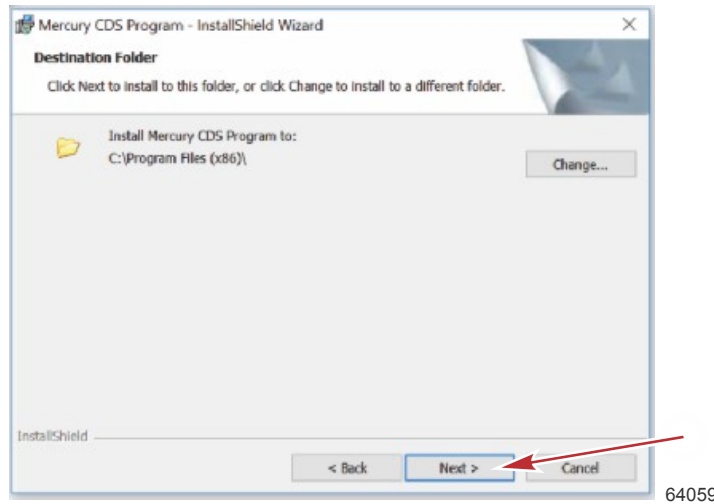 Mercury CDS Program - InstallShield Wizard
Destination Folder
Click Next to install to this folder, or click Change to install to a different folder.
Install Mercury CDS Program to:
C:\Program Files (x86)\
Change...
InstallShield
< Back Next > Cancel
64059